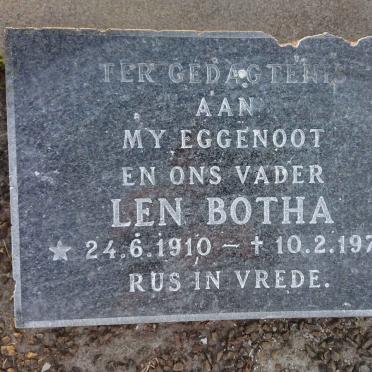 TER GEDAGTENIS
AAN
MY EGGENOOT
EN ONS VADER
LEN BOTHA
★ 24.6.1910 – ✝ 10.2.197
RUS IN VREDE.